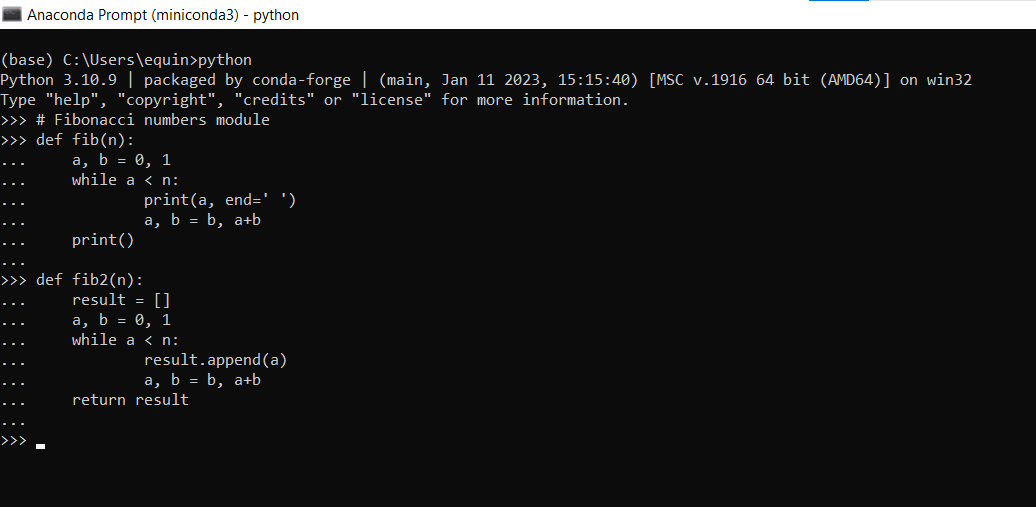 Anaconda Prompt (miniconda3) - python
(base) C:\Users\equin>python
Python 3.10.9 | packaged by conda-forge | (main, Jan 11 2023, 15:15:40) [MSC v.1916 64 bit (AMD64)] on win32
Type "help", "copyright", "credits" or "license" for more information.
>>> # Fibonacci numbers module
>>> def fib(n):
...     a, b = 0, 1
...     while a < n:
...             print(a, end=' ')
...             a, b = b, a+b
...     print()
...
>>> def fib2(n):
...     result = []
...     a, b = 0, 1
...     while a < n:
...             result.append(a)
...             a, b = b, a+b
...     return result
...
>>>